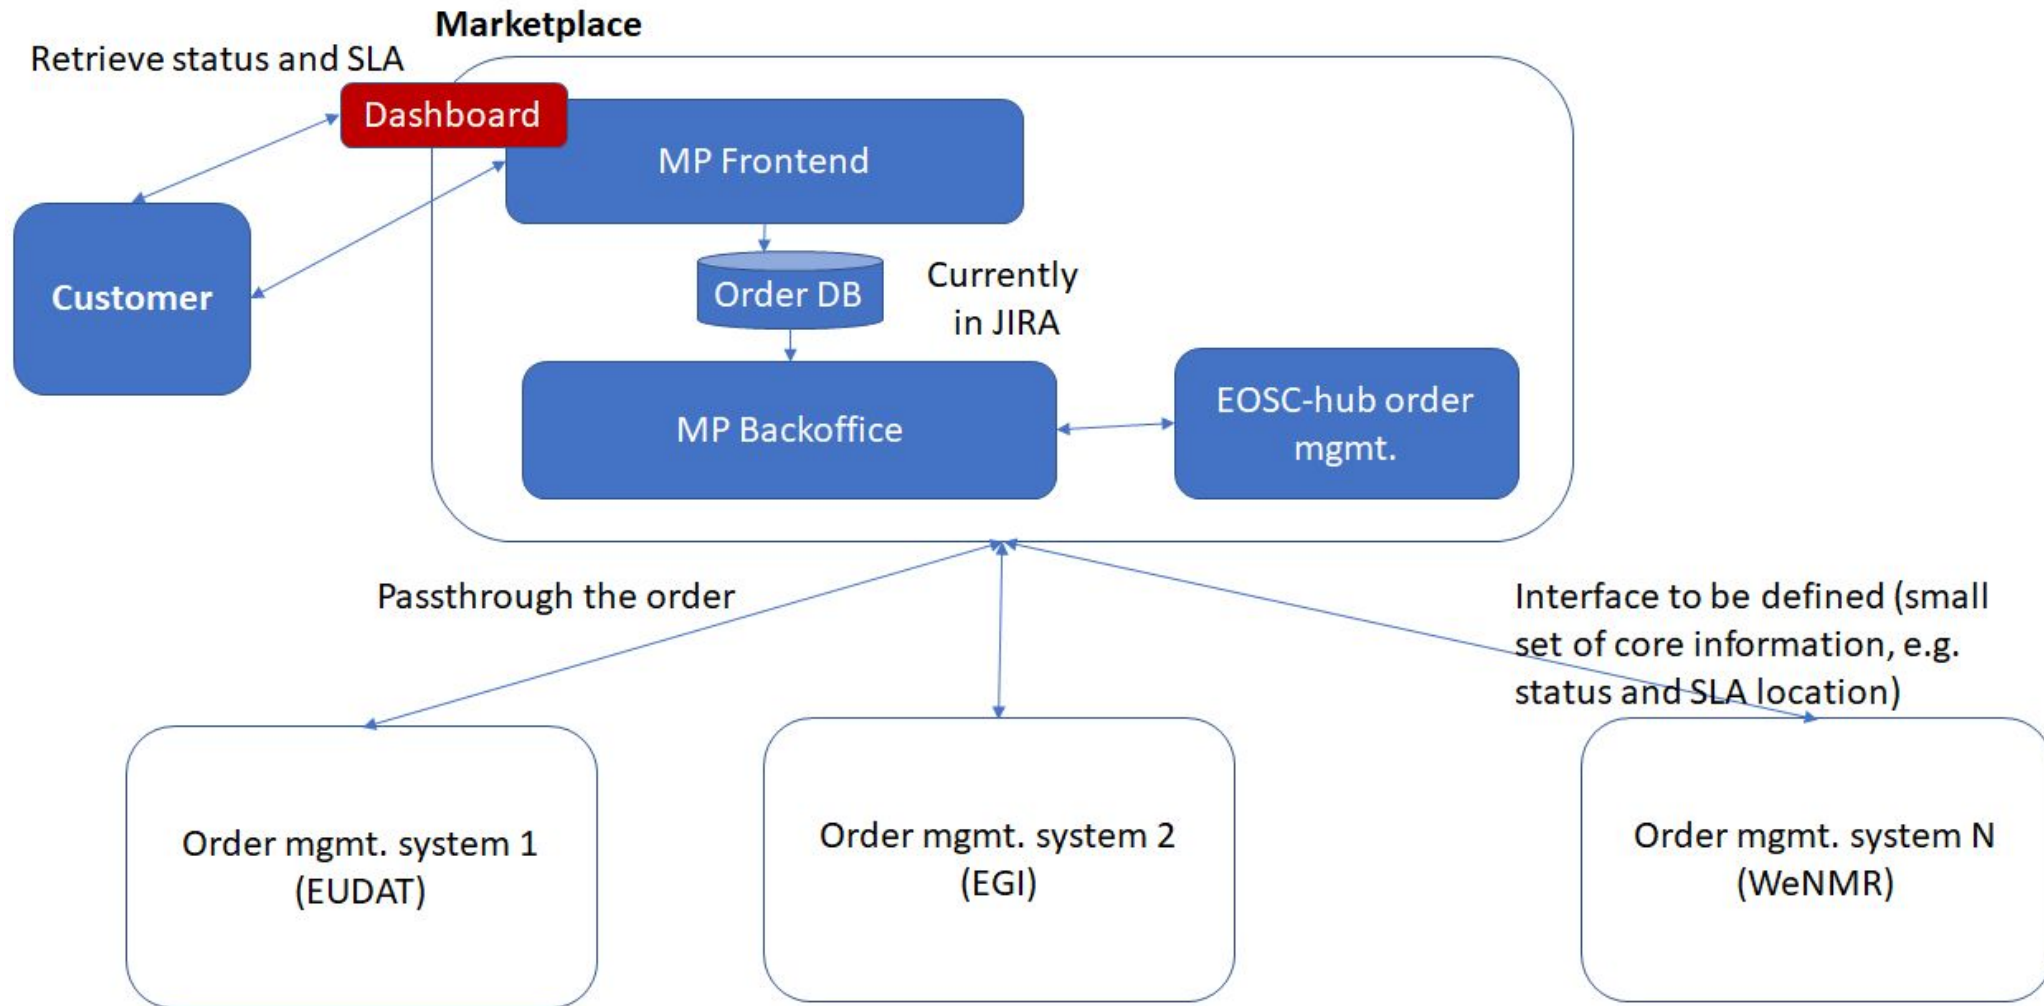 Marketplace
Retrieve status and SLA
Dashboard
MP Frontend
Customer
Order DB
Currently
in JIRA
MP Backoffice
EOSC-hub order
mgmt.
Passthrough the order
Interface to be defined (small
set of core information, e.g.
status and SLA location)
Order mgmt. system 1
(EUDAT)
Order mgmt. system 2
(EGI)
Order mgmt. system N
(WeNMR)